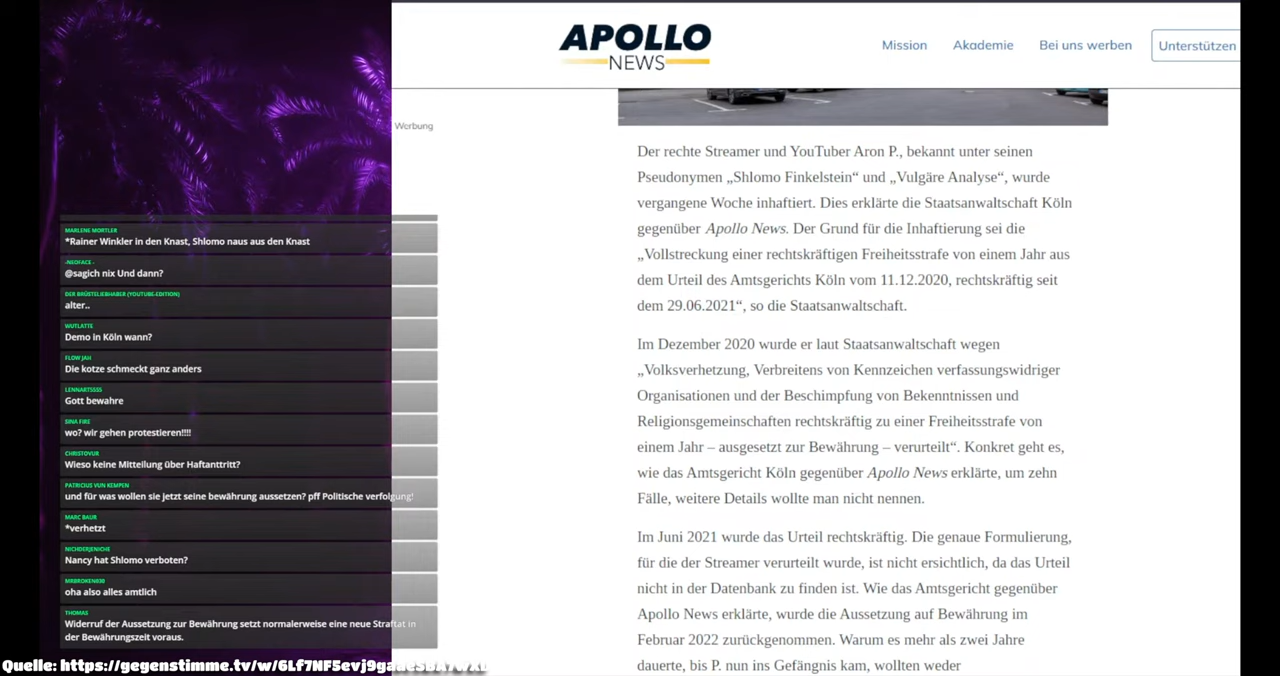 APOLLO
NEWS
Mission
Akademie
Bei uns werben
Unterstützen
Werbung
Der rechte Streamer und YouTuber Aron P., bekannt unter seinen
Pseudonymen „Shlomo Finkelstein“ und „Vulgäre Analyse“, wurde
vergangene Woche inhaftiert. Dies erklärte die Staatsanwaltschaft Köln
gegenüber Apollo News. Der Grund für die Inhaftierung sei die
„Vollstreckung einer rechtskräftigen Freiheitsstrafe von einem Jahr aus
dem Urteil des Amtsgerichts Köln vom 11.12.2020, rechtskräftig seit
dem 29.06.2021“, so die Staatsanwaltschaft.
Im Dezember 2020 wurde er laut Staatsanwaltschaft wegen
„Volksverhetzung, Verbreitens von Kennzeichen verfassungswidriger
Organisationen und der Beschimpfung von Bekenntnissen und
Religionsgemeinschaften rechtskräftig zu einer Freiheitsstrafe von
einem Jahr – ausgesetzt zur Bewährung – verurteilt“. Konkret geht es,
wie das Amtsgericht Köln gegenüber Apollo News erklärte, um zehn
Fälle, weitere Details wollte man nicht nennen.
Im Juni 2021 wurde das Urteil rechtskräftig. Die genaue Formulierung,
für die der Streamer verurteilt wurde, ist nicht ersichtlich, da das Urteil
nicht in der Datenbank zu finden ist. Wie das Amtsgericht gegenüber
Apollo News erklärte, wurde die Aussetzung auf Bewährung im
Februar 2022 zurückgenommen. Warum es mehr als zwei Jahre
dauerte, bis P. nun ins Gefängnis kam, wollten weder
MARLENE MORTLER
*Rainer Winkler in den Knast, Shlomo naus aus den Knast
-NEOFACE -
@sagich nix Und dann?
DER BRÜSTELIEBHABER (YOUTUBE-EDITION)
alter..
WUTLATTE
Demo in Köln wann?
FLOW JAH
Die kotze schmeckt ganz anders
LENNARTSSSS
Gott bewahre
SINA FIRE
wo? wir gehen protestieren!!!!
CHRISTOVUR
Wieso keine Mitteilung über Haftanttritt?
PATRICIUS VUN KEMPEN
und für was wollen sie jetzt seine bewährung aussetzen? pff Politische verfolgung!
MARC BAUR
*verhetzt
NICHDERJENICHE
Nancy hat Shlomo verboten?
MRBROKEN030
oha also alles amtlich
THOMAS
Widerruf der Aussetzung zur Bewährung setzt normalerweise eine neue Straftat in
der Bewährungszeit voraus.
Quelle: